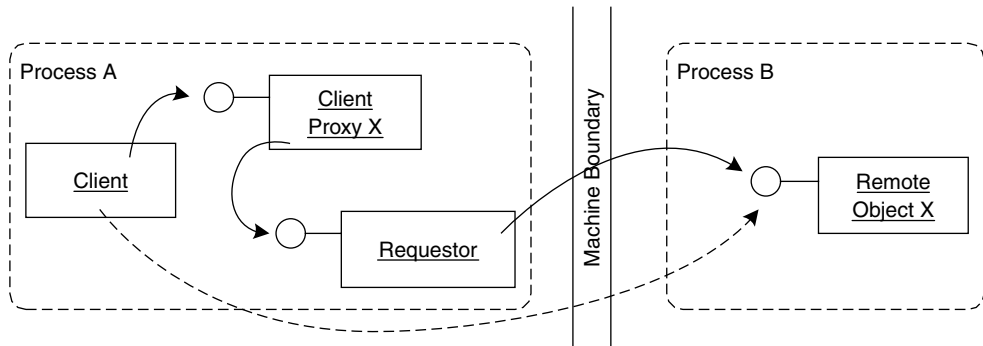 Process A
Client
Proxy X
Client
Requestor
Machine Boundary
Process B
Remote
Object X